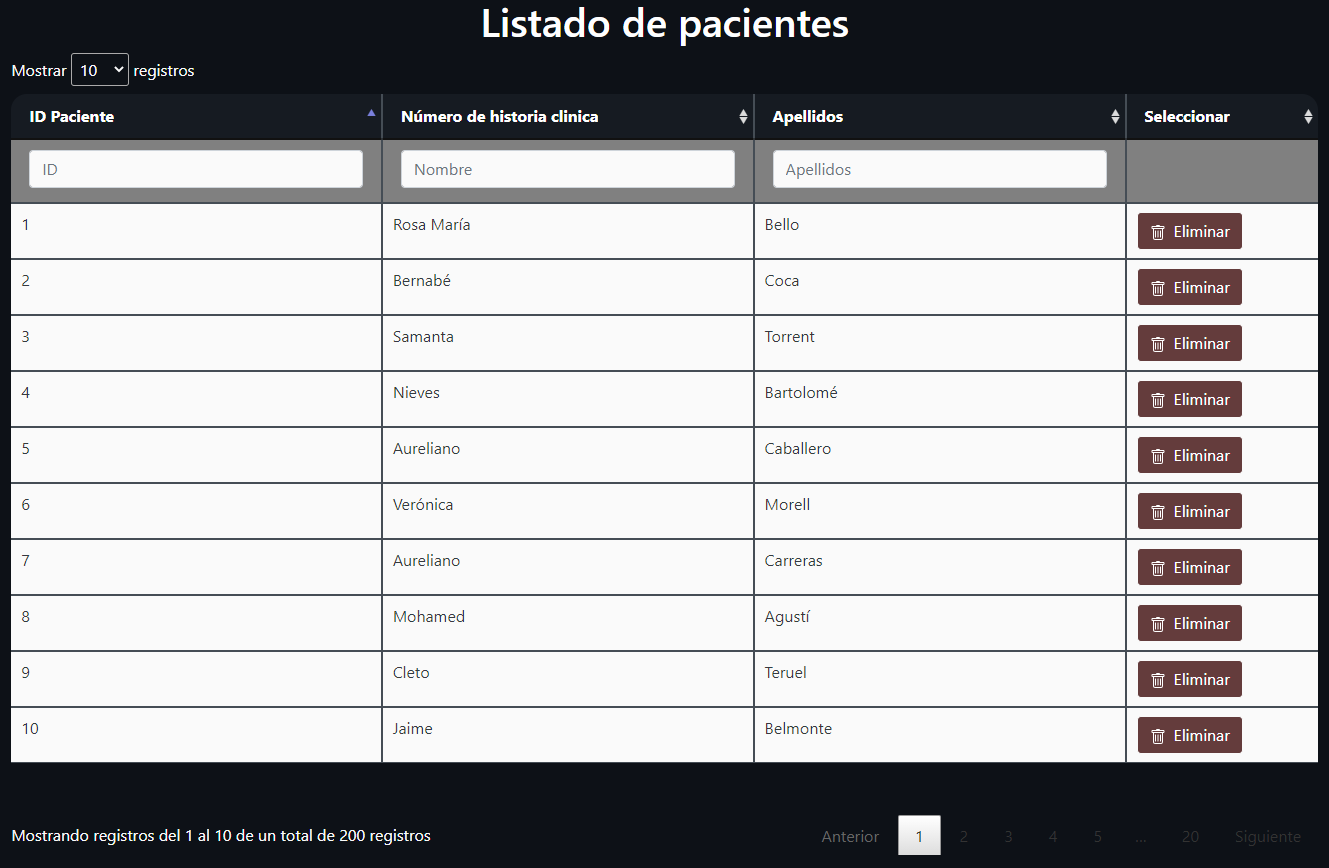 Listado de pacientes
Mostrar 10 registros
ID Paciente Número de historia clinica Apellidos Seleccionar
ID Nombre Apellidos
1 Rosa María Bello Eliminar
2 Bernabé Coca Eliminar
3 Samanta Torrent Eliminar
4 Nieves Bartolomé Eliminar
5 Aureliano Caballero Eliminar
6 Verónica Morell Eliminar
7 Aureliano Carreras Eliminar
8 Mohamed Agustí Eliminar
9 Cleto Teruel Eliminar
10 Jaime Belmonte Eliminar
Mostrando registros del 1 al 10 de un total de 200 registros Anterior 1 2 3 4 5 ... 20 Siguiente